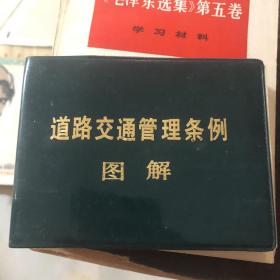 《毛泽东选集》第五卷
学习材料
道路交通管理条例
图解